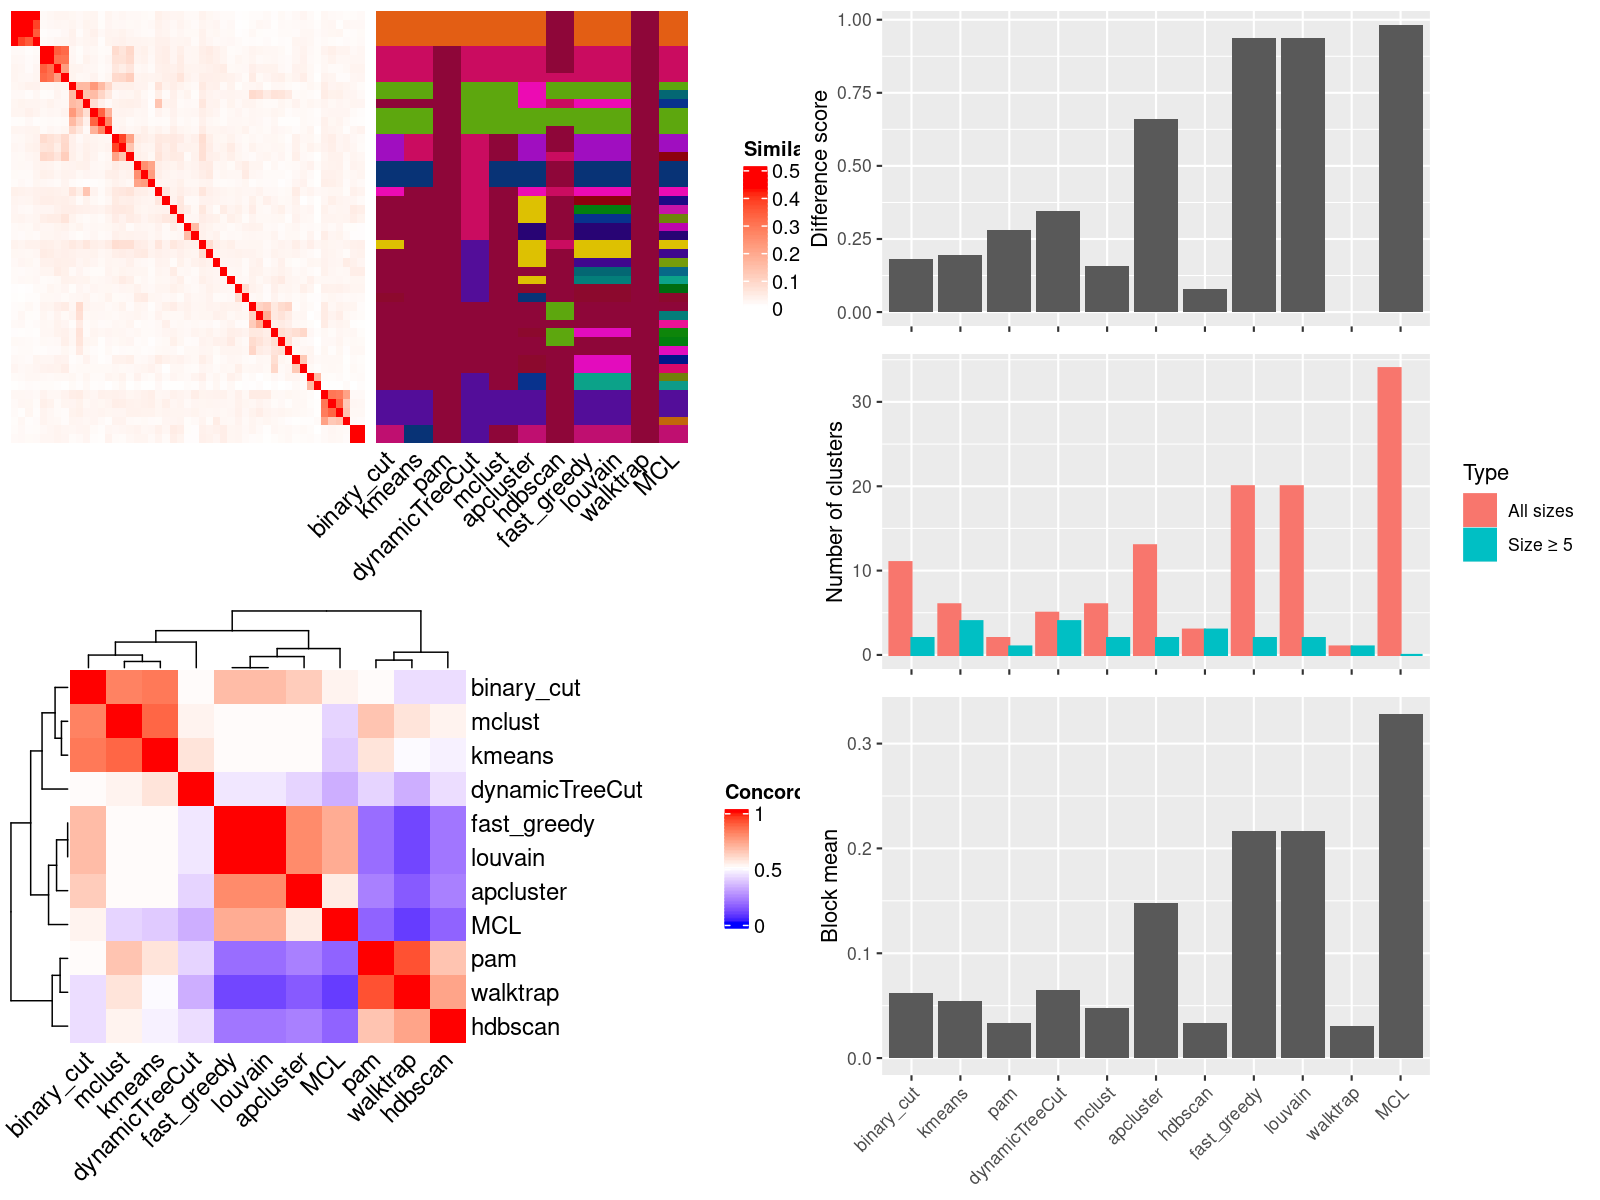 Simila
0.5
0.4
0.3
0.2
0.1
0
binary_cut
kmeans
pam
dynamicTreeCut
mclust
apcluster
hdbscan
fast_greedy
louvain
walktrap
MCL
binary_cut
mclust
kmeans
dynamicTreeCut
fast_greedy
louvain
apcluster
MCL
pam
walktrap
hdbscan
binary_cut
mclust
kmeans
dynamicTreeCut
fast_greedy
louvain
apcluster
MCL
pam
walktrap
hdbscan
Concord
1
0.5
0
Difference score
1.00
0.75
0.50
0.25
0.00
Number of clusters
30
20
10
0
Type
All sizes
Size ≥ 5
Block mean
0.3
0.2
0.1
0.0
binary_cut
kmeans
pam
dynamicTreeCut
mclust
apcluster
hdbscan
fast_greedy
louvain
walktrap
MCL